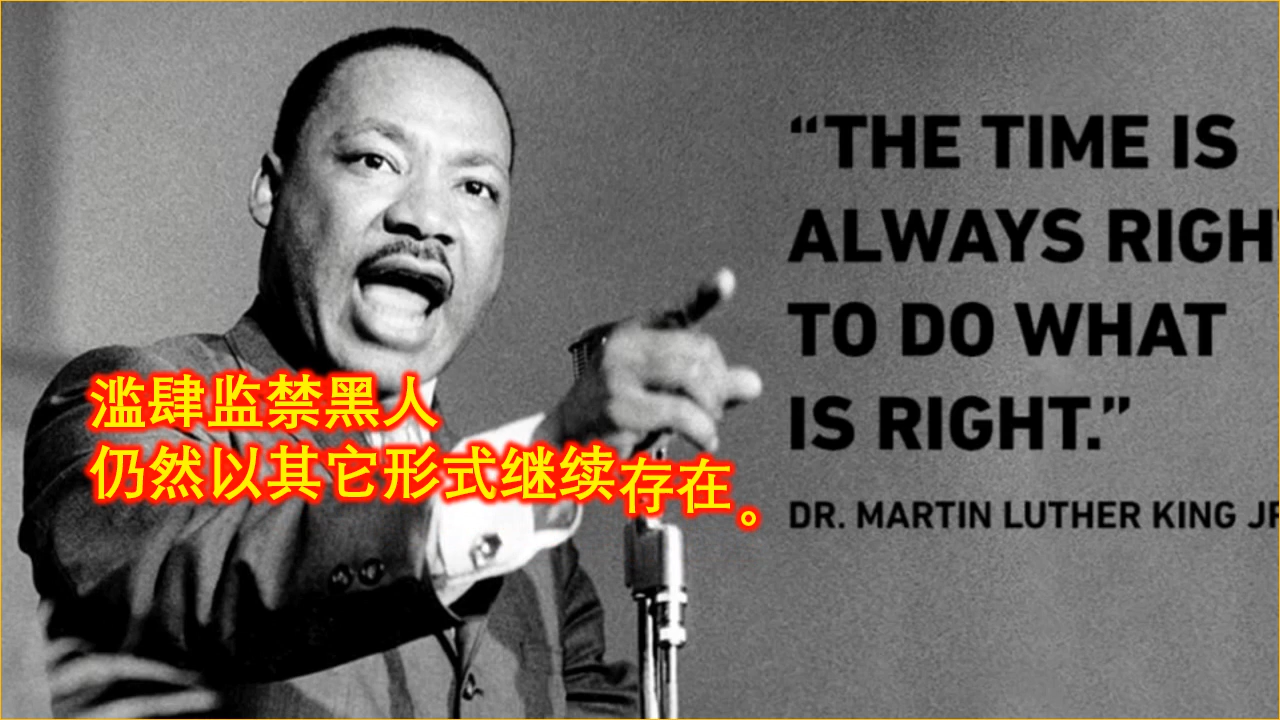 “THE TIME IS
ALWAYS RIGH
TO DO WHAT
IS RIGHT.”
DR. MARTIN LUTHER KING JR
滥肆监禁黑人
仍然以其它形式继续存在。